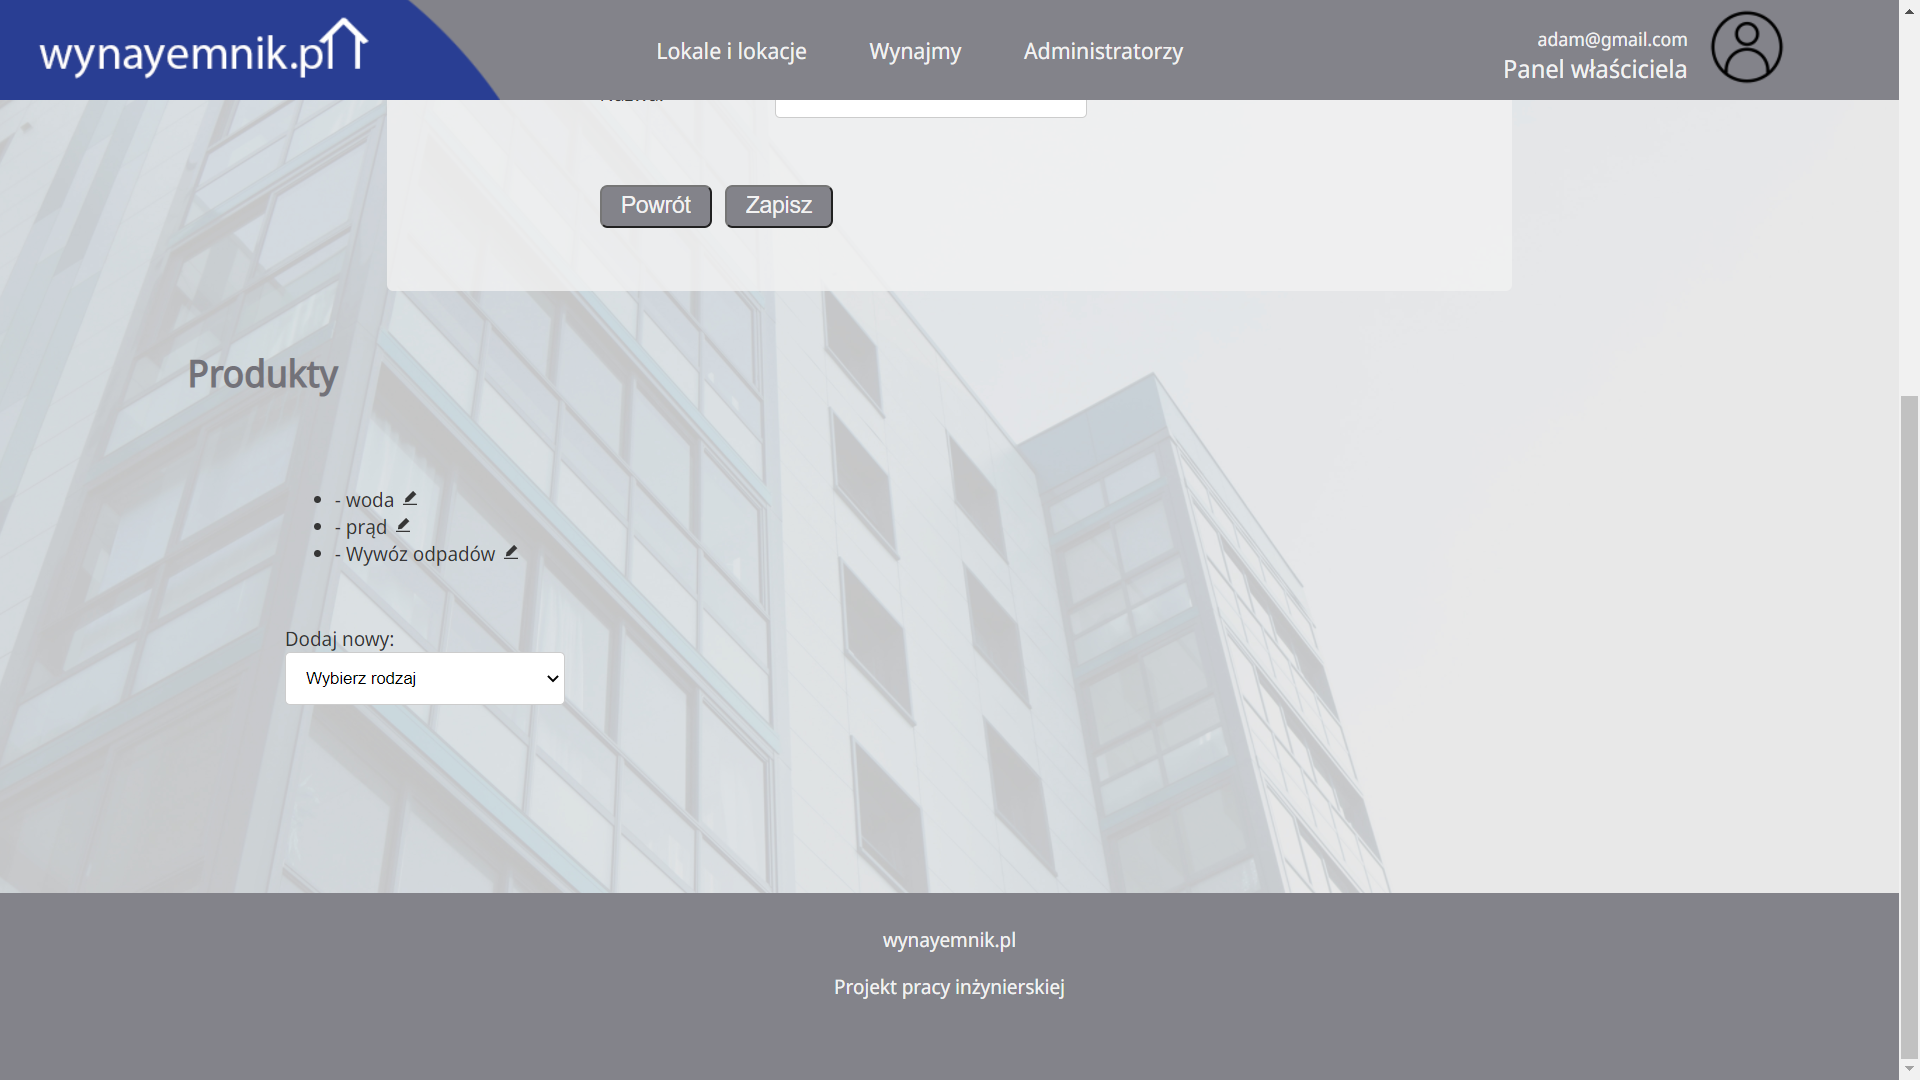 wynayemnik.pl
Lokale i lokacje
Wynajmy
Administratorzy
adam@gmail.com
Panel właściciela
Powrót
Zapisz
Produkty
- woda
- prąd
- Wywóz odpadów
Dodaj nowy:
Wybierz rodzaj
wynayemnik.pl
Projekt pracy inżynierskiej